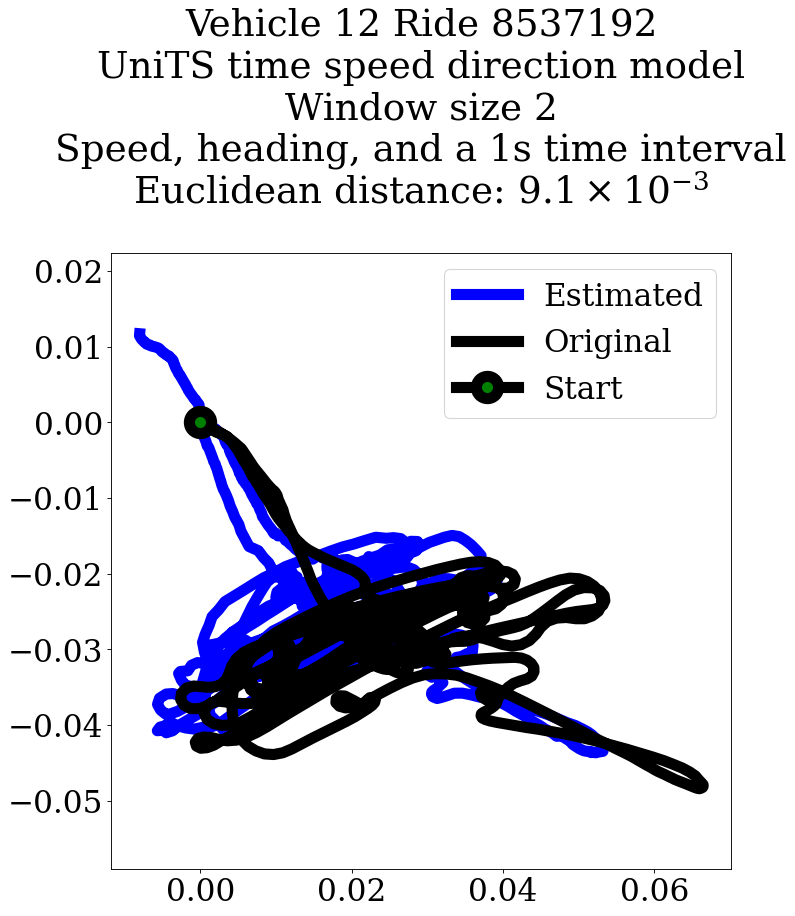 Vehicle 12 Ride 8537192
UniTS time speed direction model
Window size 2
Speed, heading, and a 1s time interval
Euclidean distance: 9.1 × 10⁻³
Estimated
Original
Start
0.02
0.01
0.00
−0.01
−0.02
−0.03
−0.04
−0.05
0.00 0.02 0.04 0.06